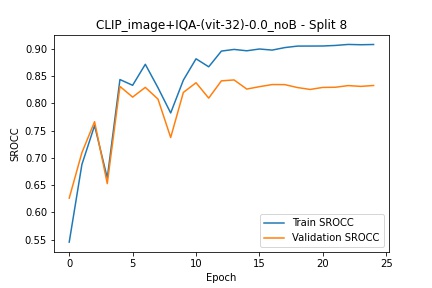 CLIP_image+IQA-(vit-32)-0.0_noB - Split 8
0.90
0.85
0.80
0.75
0.70
0.65
0.60
0.55
SROCC
Train SROCC
Validation SROCC
0
5
10
15
20
25
Epoch